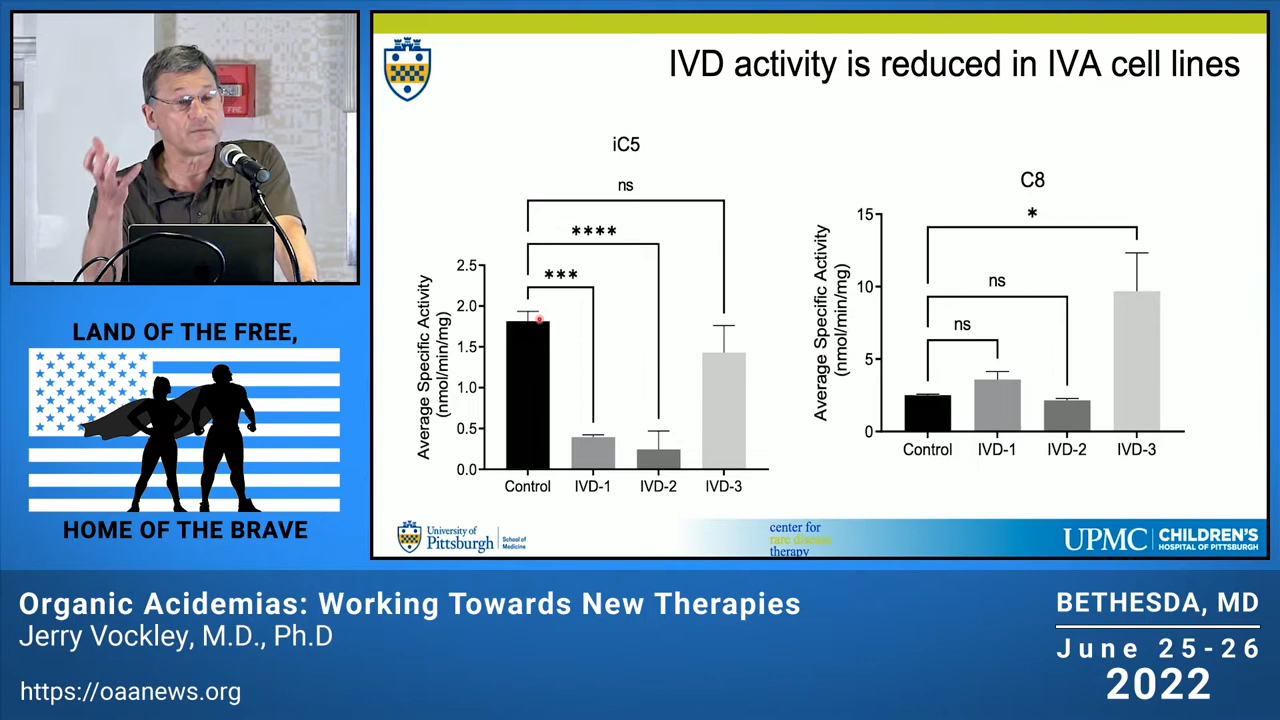 FIRE
IVD activity is reduced in IVA cell lines
iC5
ns
****
***
2.5
2.0
1.5
1.0
0.5
0.0
Average Specific Activity
(nmol/min/mg)
Control
IVD-1
IVD-2
IVD-3
C8
*
ns
ns
15
10
5
0
Average Specific Activity
(nmol/min/mg)
Control
IVD-1
IVD-2
IVD-3
University of
Pittsburgh
School of
Medicine
center for
rare disease
therapy
UPMC
CHILDREN'S
HOSPITAL OF PITTSBURGH
LAND OF THE FREE,
HOME OF THE BRAVE
Organic Acidemias: Working Towards New Therapies
Jerry Vockley, M.D., Ph.D
https://oaanews.org
BETHESDA, MD
June 25-26
2022